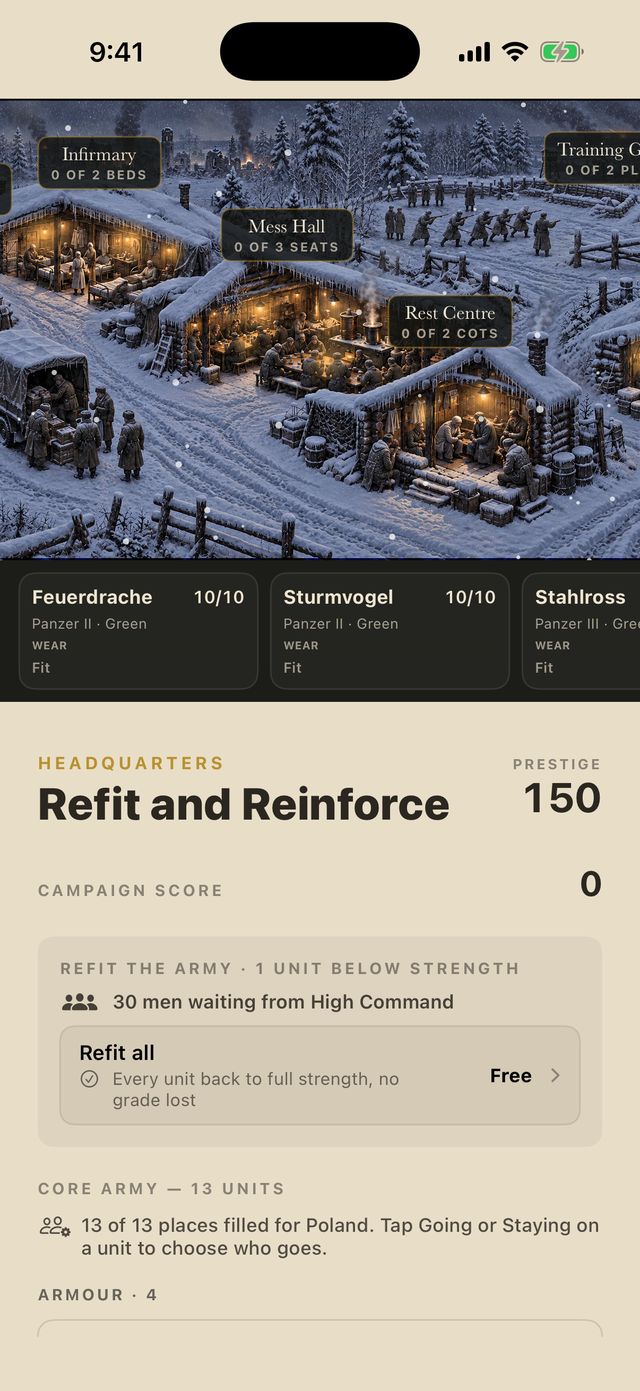 9:41
Infirmary
0 OF 2 BEDS
Training G
0 OF 2 PL
Mess Hall
0 OF 3 SEATS
Rest Centre
0 OF 2 COTS
Feuerdrache 10/10
Panzer II · Green
WEAR
Fit
Sturmvogel 10/10
Panzer II · Green
WEAR
Fit
Stahlross
Panzer III · Gree
WEAR
Fit
HEADQUARTERS
Refit and Reinforce
PRESTIGE
150
CAMPAIGN SCORE 0
REFIT THE ARMY · 1 UNIT BELOW STRENGTH
30 men waiting from High Command
Refit all
Every unit back to full strength, no
grade lost
Free
CORE ARMY — 13 UNITS
13 of 13 places filled for Poland. Tap Going or Staying on
a unit to choose who goes.
ARMOUR · 4